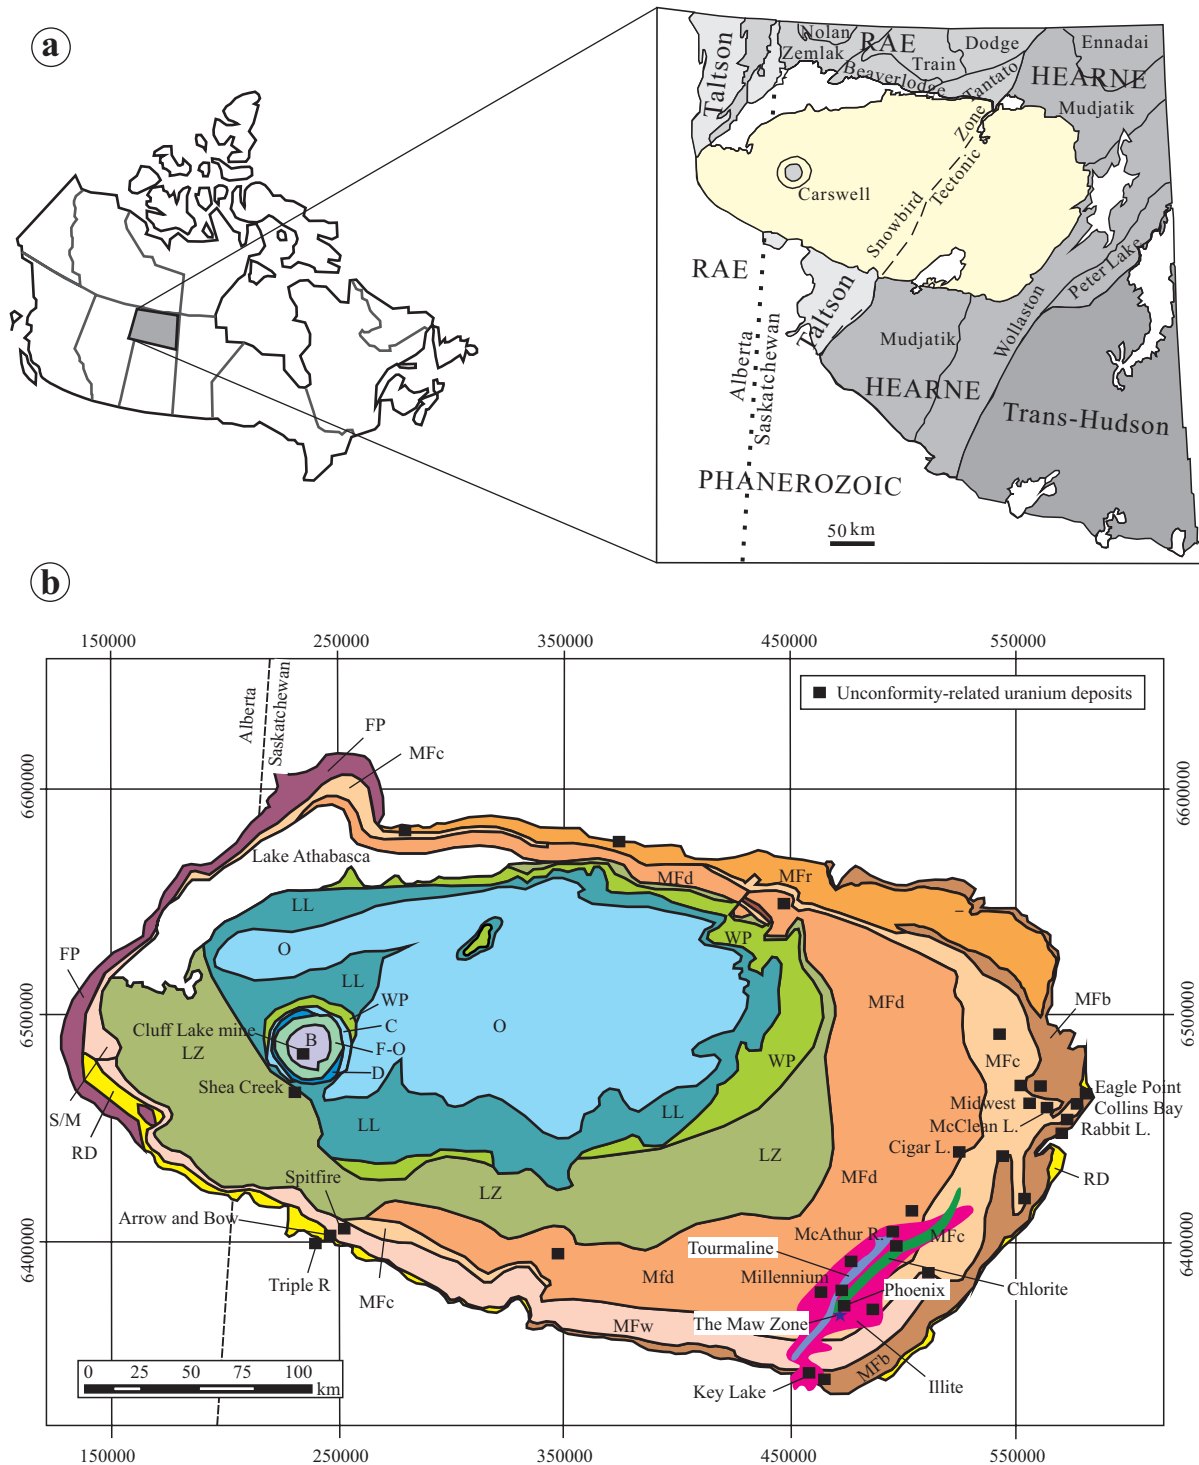 a
Nolan
Zemlak
RAE
Dodge
Train
Beaverlodge
Tantato
Ennadai
HEARNE
Mudjatik
Taltson
Zone
Tectonic
Snowbird
Carswell
RAE
Taltson
Alberta
Saskatchewan
Mudjatik
HEARNE
Wollaston
Peter Lake
Trans-Hudson
PHANEROZOIC
50 km
b
150000 250000 350000 450000 550000
Unconformity-related uranium deposits
Alberta
Saskatchewan
FP
MFc
6600000
6600000
Lake Athabasca
MFd
MFr
LL
O
WP
FP
LL
WP
MFd
MFb
6500000
6500000
Cluff Lake mine
B
C
F-O
D
O
LZ
WP
MFc
Shea Creek
Eagle Point
Midwest
Collins Bay
McClean L.
Rabbit L.
S/M
RD
LL
LL
Cigar L.
LZ
MFd
RD
Spitfire
LZ
Arrow and Bow
McAthur R.
MFc
6400000
6400000
Tourmaline
Triple R
Mfd
Millennium
Chlorite
MFc
Phoenix
MFw
The Maw Zone
MFb
Illite
Key Lake
0 25 50 75 100
km
150000 250000 350000 450000 550000